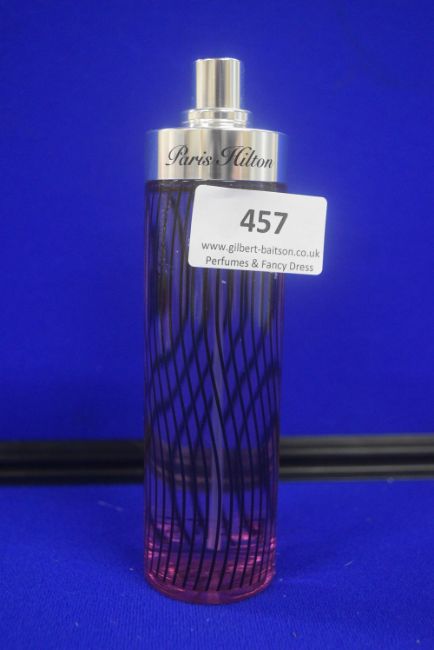 Paris Hilton
457
www.gilbert-baitson.co.uk
Perfumes & Fancy Dress